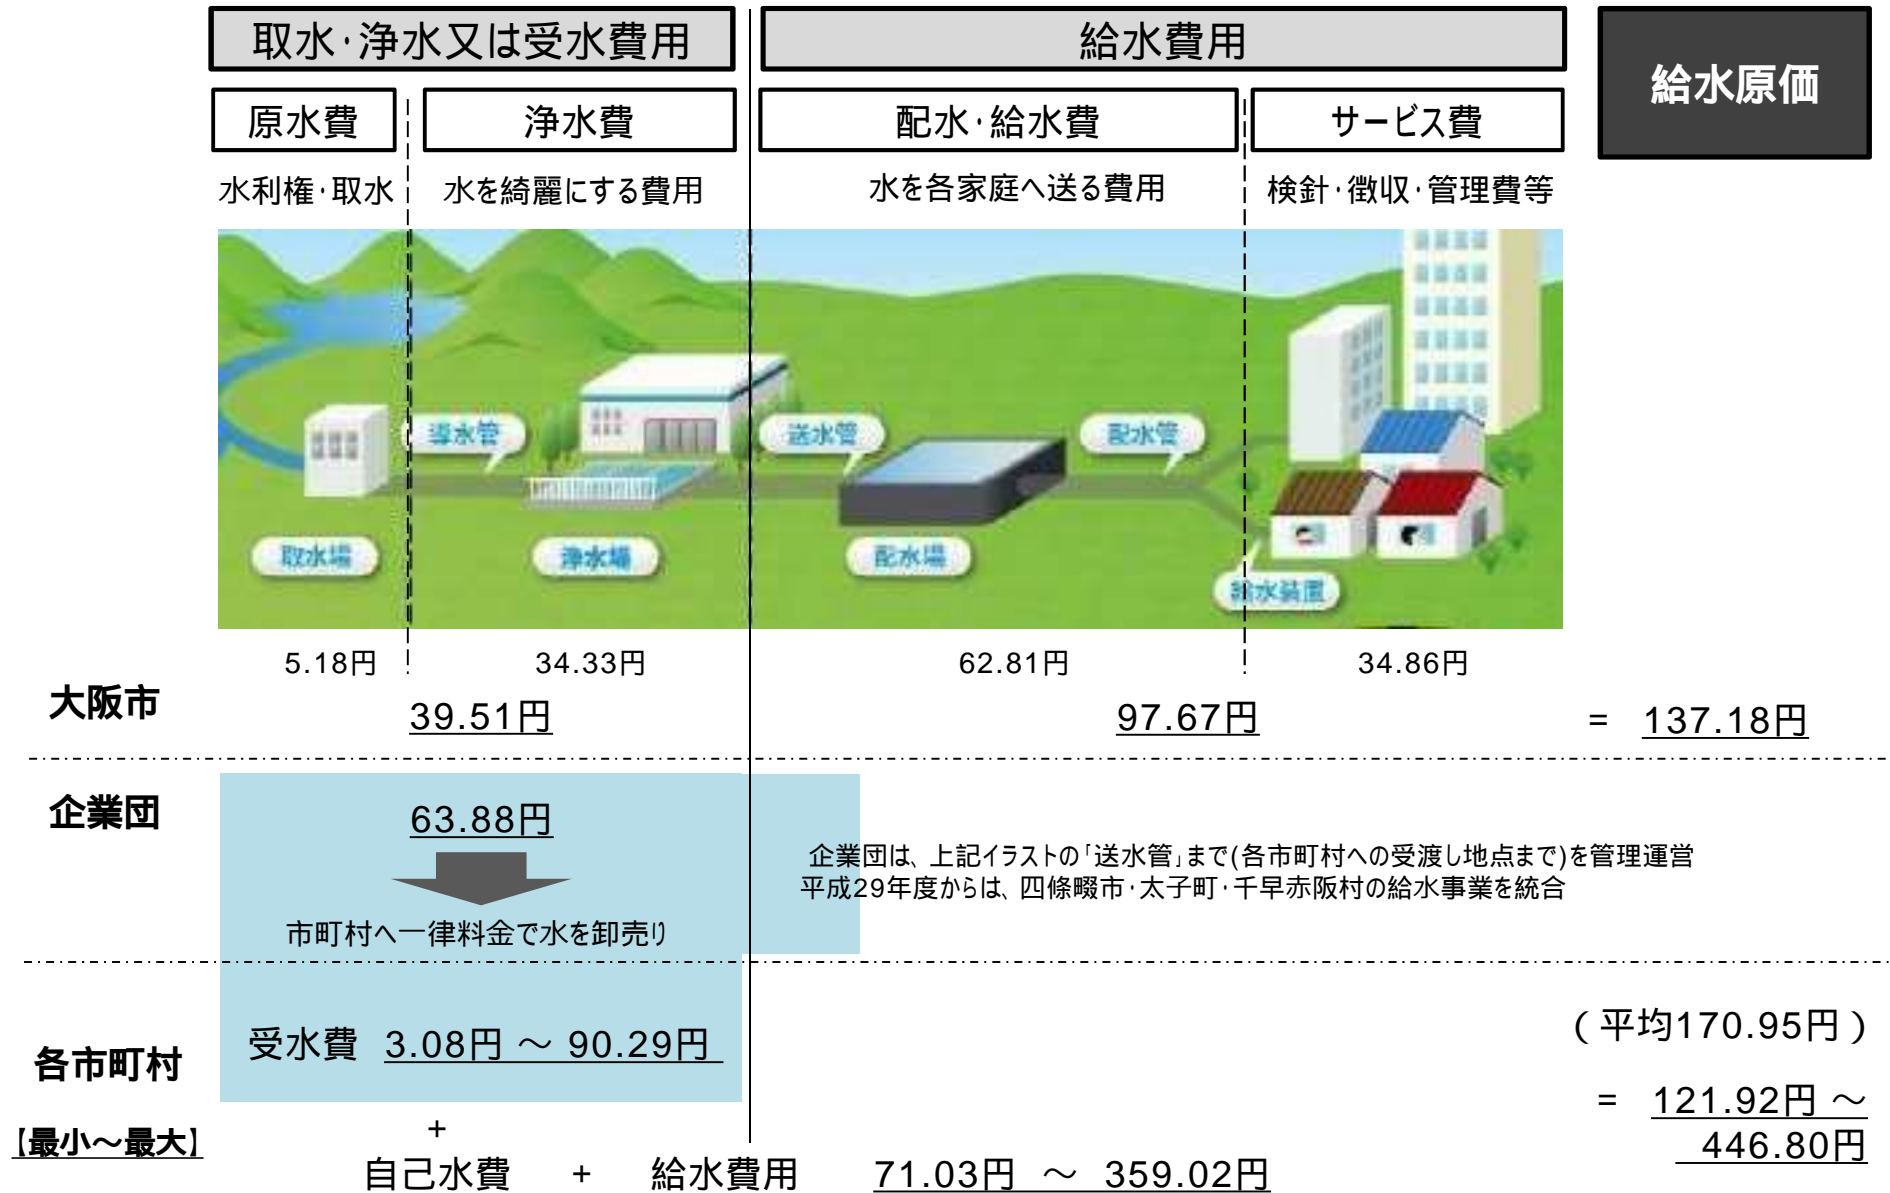 取水・浄水又は受水費用
給水費用
給水原価
原水費
浄水費
配水・給水費
サービス費
水利権・取水
水を綺麗にする費用
水を各家庭へ送る費用
検針・徴収・管理費等
導水管
送水管
配水管
取水場
浄水場
配水場
給水装置
5.18円
34.33円
62.81円
34.86円
大阪市
39.51円
97.67円
= 137.18円
企業団
63.88円
企業団は、上記イラストの「送水管」まで(各市町村への受渡し地点まで)を管理運営
平成29年度からは、四條畷市・太子町・千早赤阪村の給水事業を統合
市町村へ一律料金で水を卸売り
(平均170.95円)
受水費 3.08円 ～ 90.29円
各市町村
= 121.92円 ～
446.80円
【最小～最大】
+
自己水費 + 給水費用 71.03円 ～ 359.02円